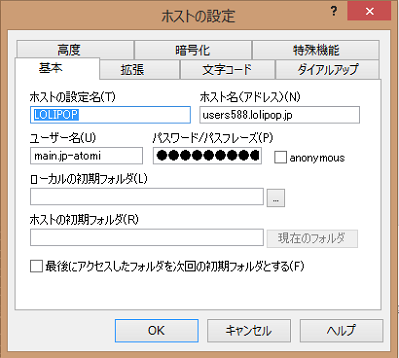 ホストの設定
? ×
高度 暗号化 特殊機能
基本 拡張 文字コード ダイアルアップ
ホストの設定名(T) ホスト名(アドレス)(N)
LOLIPOP users588.lolipop.jp
ユーザー名(U) パスワード/パスフレーズ(P)
main.jp-atomi ●●●●●●●●● anonymous
ローカルの初期フォルダ(L)
...
ホストの初期フォルダ(R)
現在のフォルダ
最後にアクセスしたフォルダを次回の初期フォルダとする(F)
OK キャンセル ヘルプ